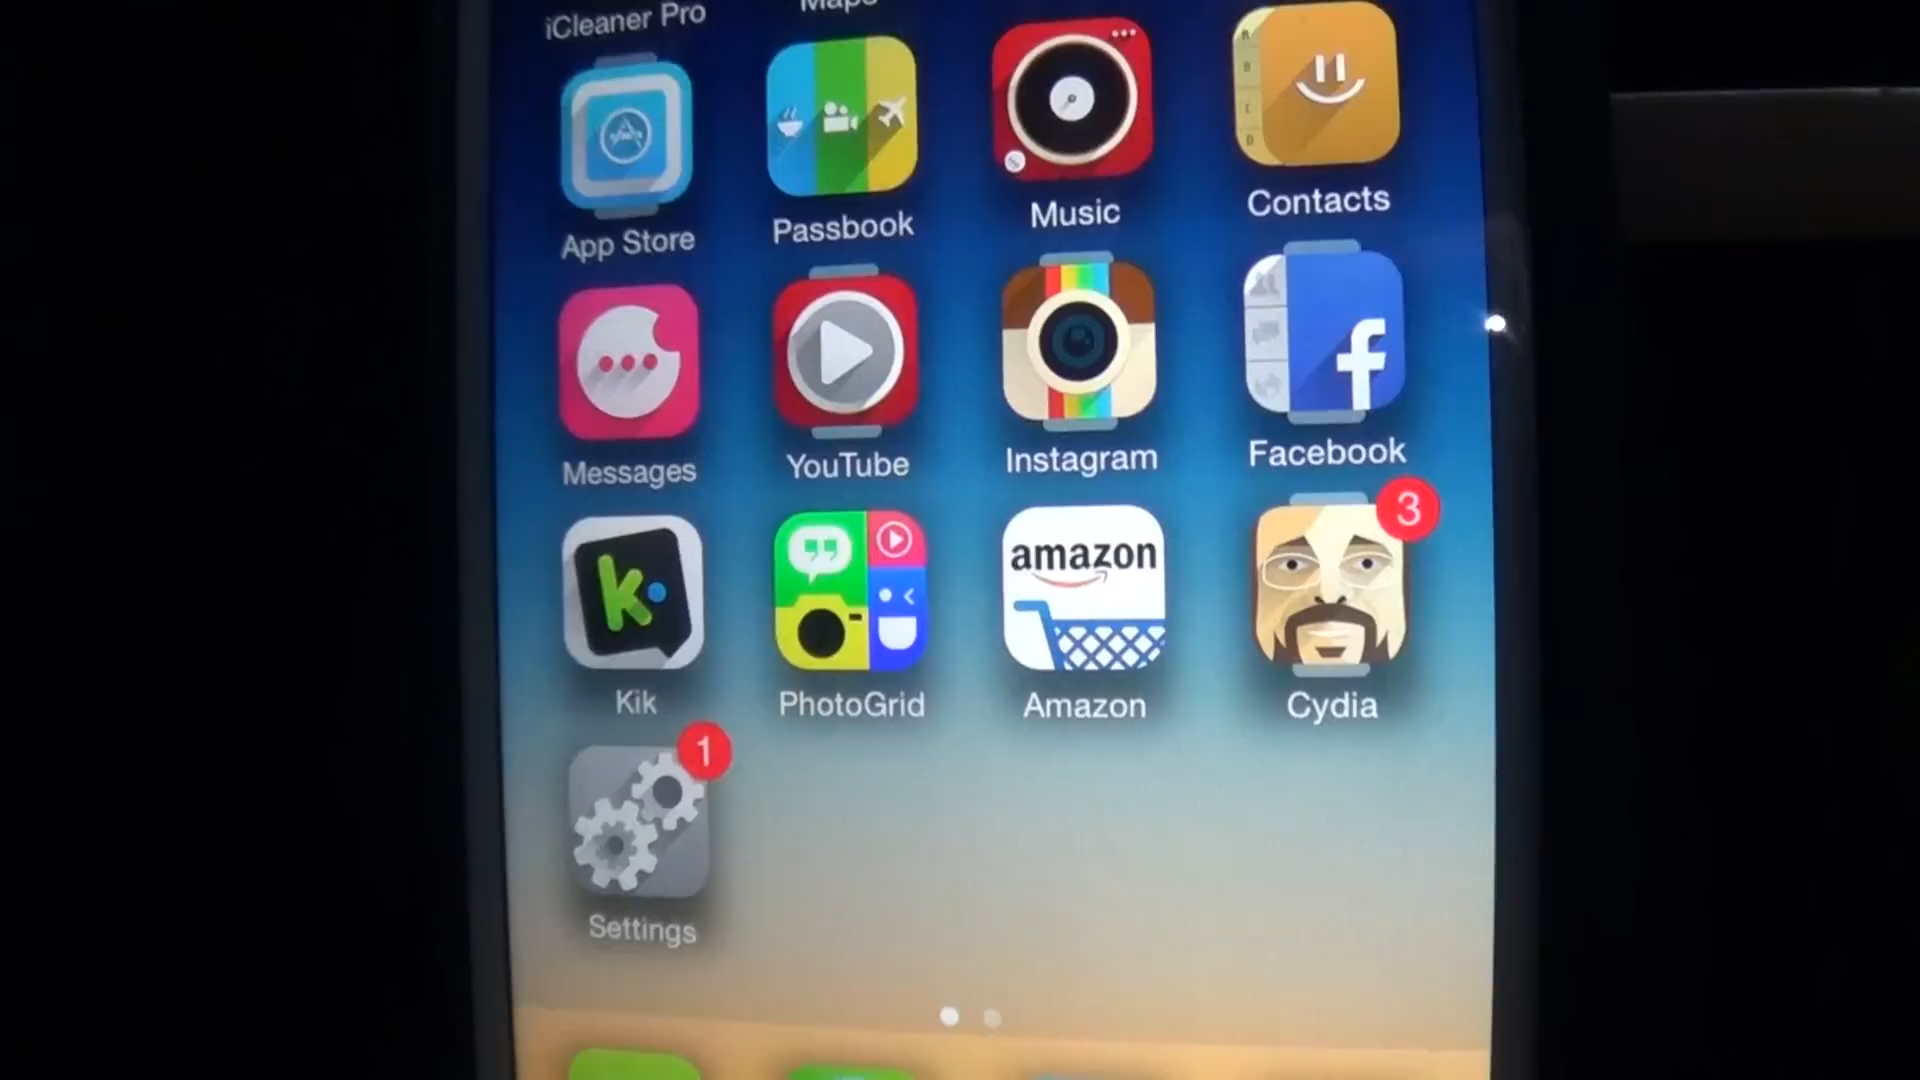 iCleaner Pro
Maps
App Store
Passbook
Music
Contacts
Messages
YouTube
Instagram
f
Facebook
3
k
amazon
Kik
PhotoGrid
Amazon
Cydia
1
Settings